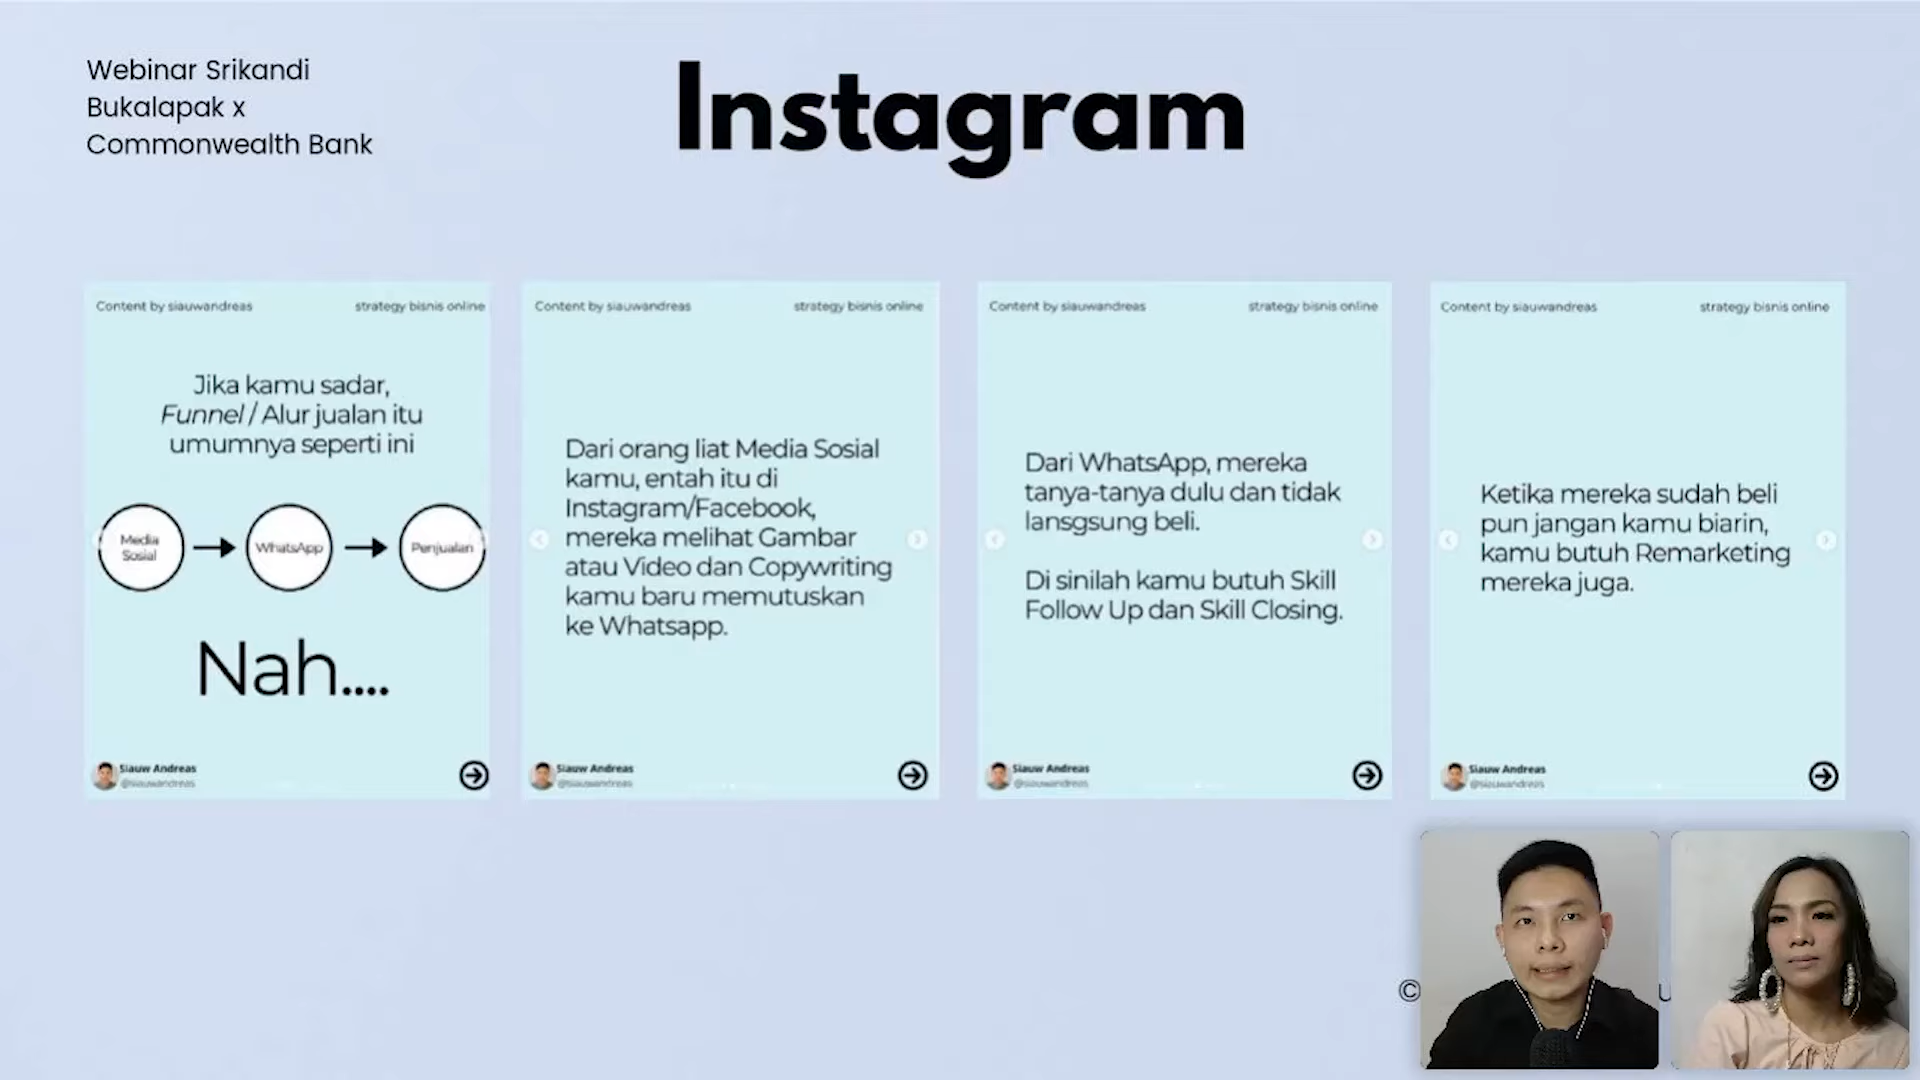 Webinar Srikandi
Bukalapak x
Commonwealth Bank
Instagram
Content by siauwandreas
strategy bisnis online
Jika kamu sadar,
Funnel / Alur jualan itu
umumnya seperti ini
Media
Sosial
WhatsApp
Penjualan
Nah....
Siauw Andreas
@siauwandreas
Content by siauwandreas
strategy bisnis online
Dari orang liat Media Sosial
kamu, entah itu di
Instagram/Facebook,
mereka melihat Gambar
atau Video dan Copywriting
kamu baru memutuskan
ke Whatsapp.
Siauw Andreas
@siauwandreas
Content by siauwandreas
strategy bisnis online
Dari WhatsApp, mereka
tanya-tanya dulu dan tidak
lansgsung beli.
Di sinilah kamu butuh Skill
Follow Up dan Skill Closing.
Siauw Andreas
@siauwandreas
Content by siauwandreas
strategy bisnis online
Ketika mereka sudah beli
pun jangan kamu biarin,
kamu butuh Remarketing
mereka juga.
Siauw Andreas
@siauwandreas
©